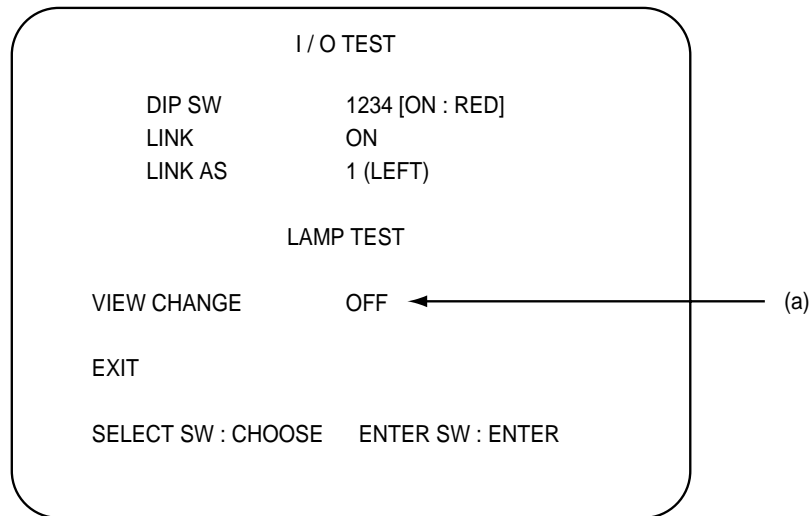 I / O TEST
DIP SW 1234 [ON : RED]
LINK ON
LINK AS 1 (LEFT)
LAMP TEST
VIEW CHANGE OFF (a)
EXIT
SELECT SW : CHOOSE ENTER SW : ENTER